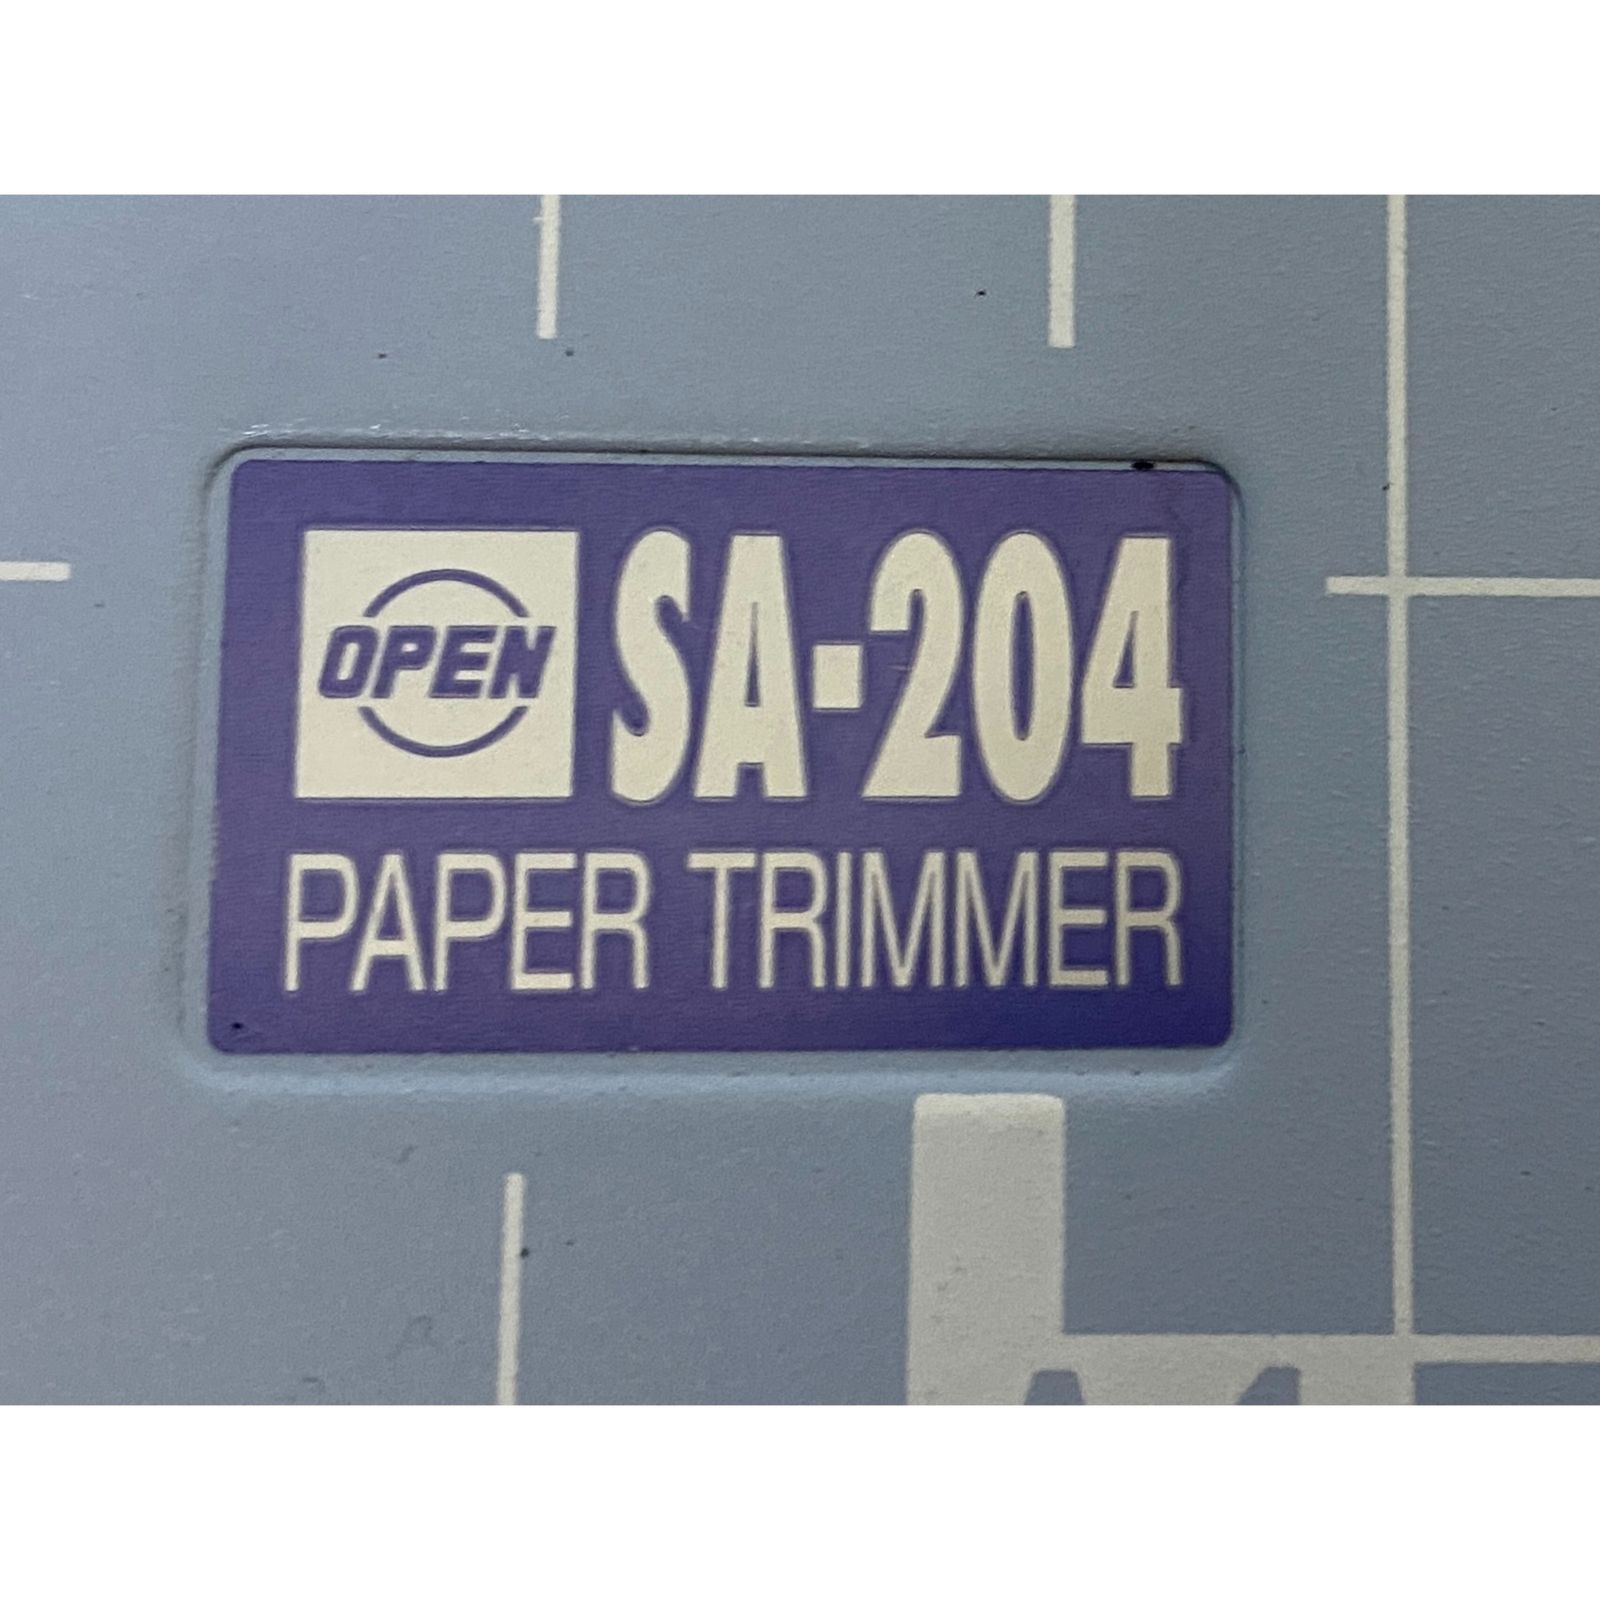 OPEN SA-204
PAPER TRIMMER